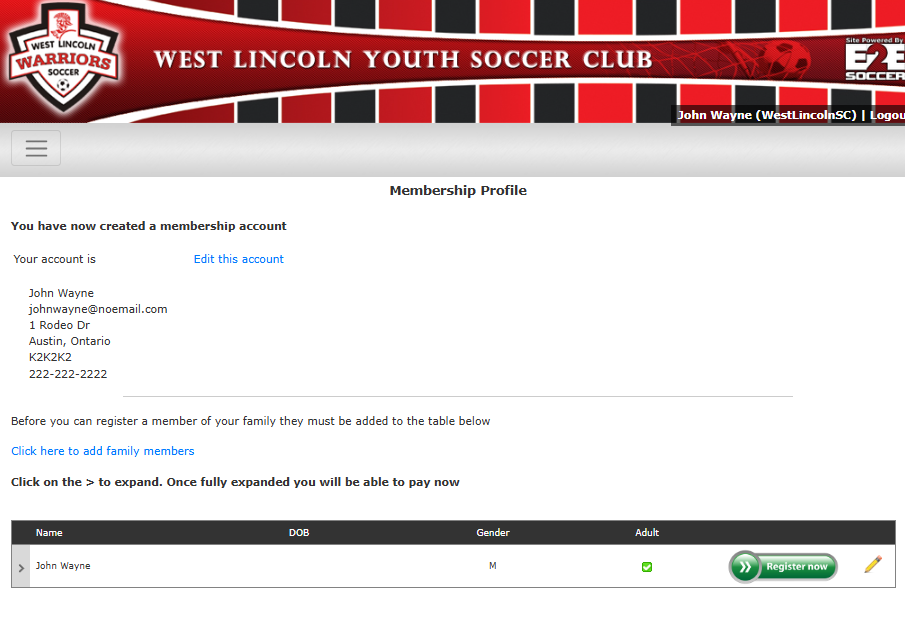 WEST LINCOLN
WARRIORS
SOCCER
WEST LINCOLN YOUTH SOCCER CLUB
Site Powered By
E2E
SOCCER
John Wayne (WestLincolnSC) | Logou
Membership Profile
You have now created a membership account
Your account is Edit this account
John Wayne
johnwayne@noemail.com
1 Rodeo Dr
Austin, Ontario
K2K2K2
222-222-2222
Before you can register a member of your family they must be added to the table below
Click here to add family members
Click on the > to expand. Once fully expanded you will be able to pay now
Name DOB Gender Adult
> John Wayne M Register now